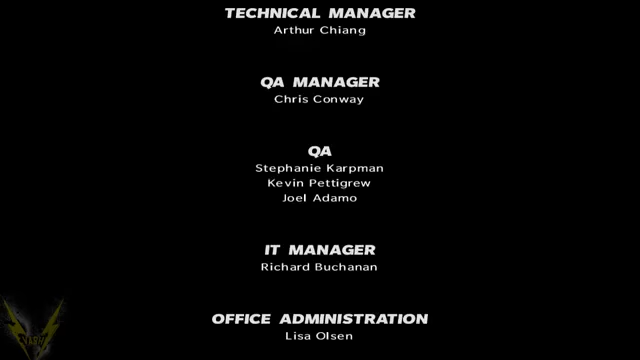 TECHNICAL MANAGER
Arthur Chiang
QA MANAGER
Chris Conway
QA
Stephanie Karpman
Kevin Pettigrew
Joel Adamo
IT MANAGER
Richard Buchanan
OFFICE ADMINISTRATION
Lisa Olsen